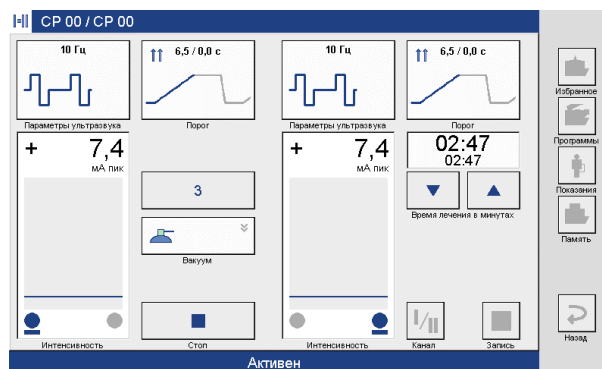 CP 00 / CP 00
10 Гц
6,5 / 0,0 с
10 Гц
6,5 / 0,0 с
Параметры ультразвука
Порог
Параметры ультразвука
Порог
+ 7,4
мА пик
3
Вакуум
Стоп
Интенсивность
+ 7,4
мА пик
Интенсивность
02:47
02:47
Время лечения в минутах
I/II
Канал
Запись
Избранное
Программы
Показания
Память
Назад
Активен